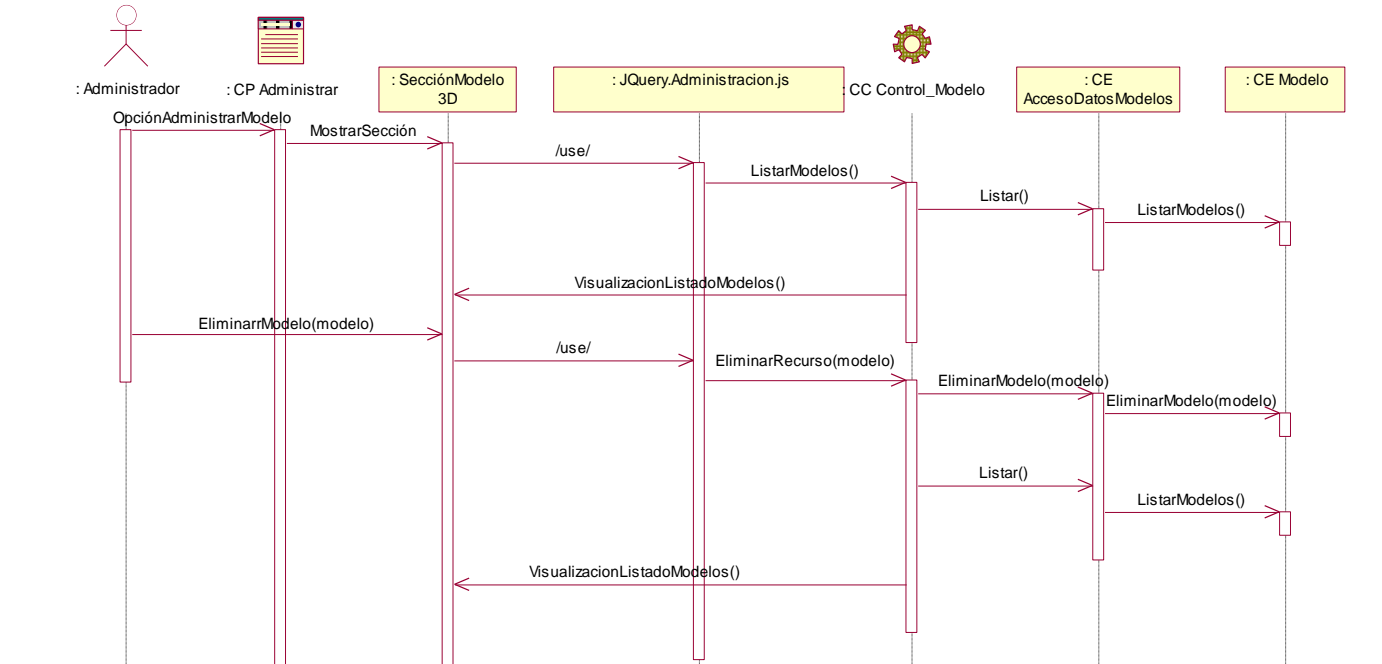 : Administrador
: CP Administrar
: SecciónModelo
3D
: JQuery.Administracion.js
: CC Control_Modelo
: CE
AccesoDatosModelos
: CE Modelo
OpciónAdministrarModelo
MostrarSección
/use/
ListarModelos()
Listar()
ListarModelos()
VisualizacionListadoModelos()
EliminarrModelo(modelo)
/use/
EliminarRecurso(modelo)
EliminarModelo(modelo)
EliminarModelo(modelo)
Listar()
ListarModelos()
VisualizacionListadoModelos()